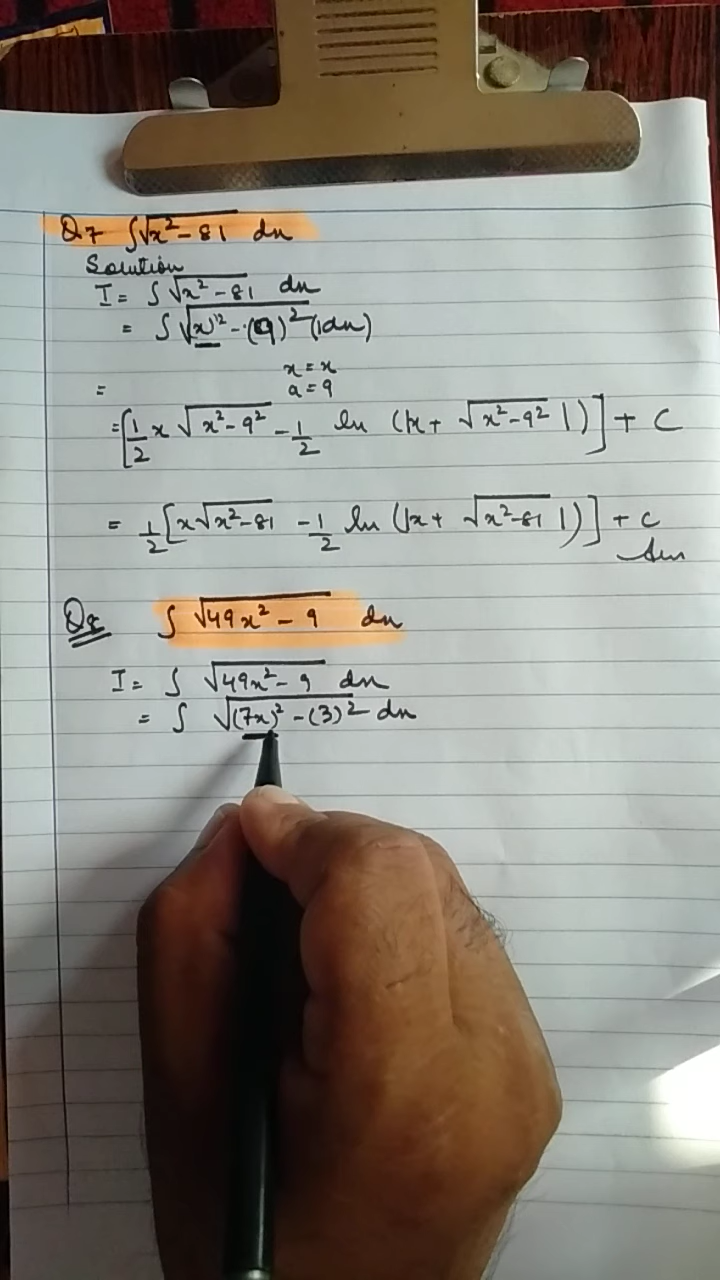 Q.7 ∫√x²-81 dx
Solution
I = ∫ √x²-81 dx
= ∫ √(x)² - (9)² (1dx)
x = x
= a = 9
= [1/2 x √x²-9² - 1/2 ln (|x + √x²-9² |)] + C
= 1/2 [x√x²-81 - 1/2 ln (|x + √x²-81 |)] + C
Ans
Q8 ∫ √49x² - 9 dx
I = ∫ √49x² - 9 dx
= ∫ √(7x)² - (3)² dx